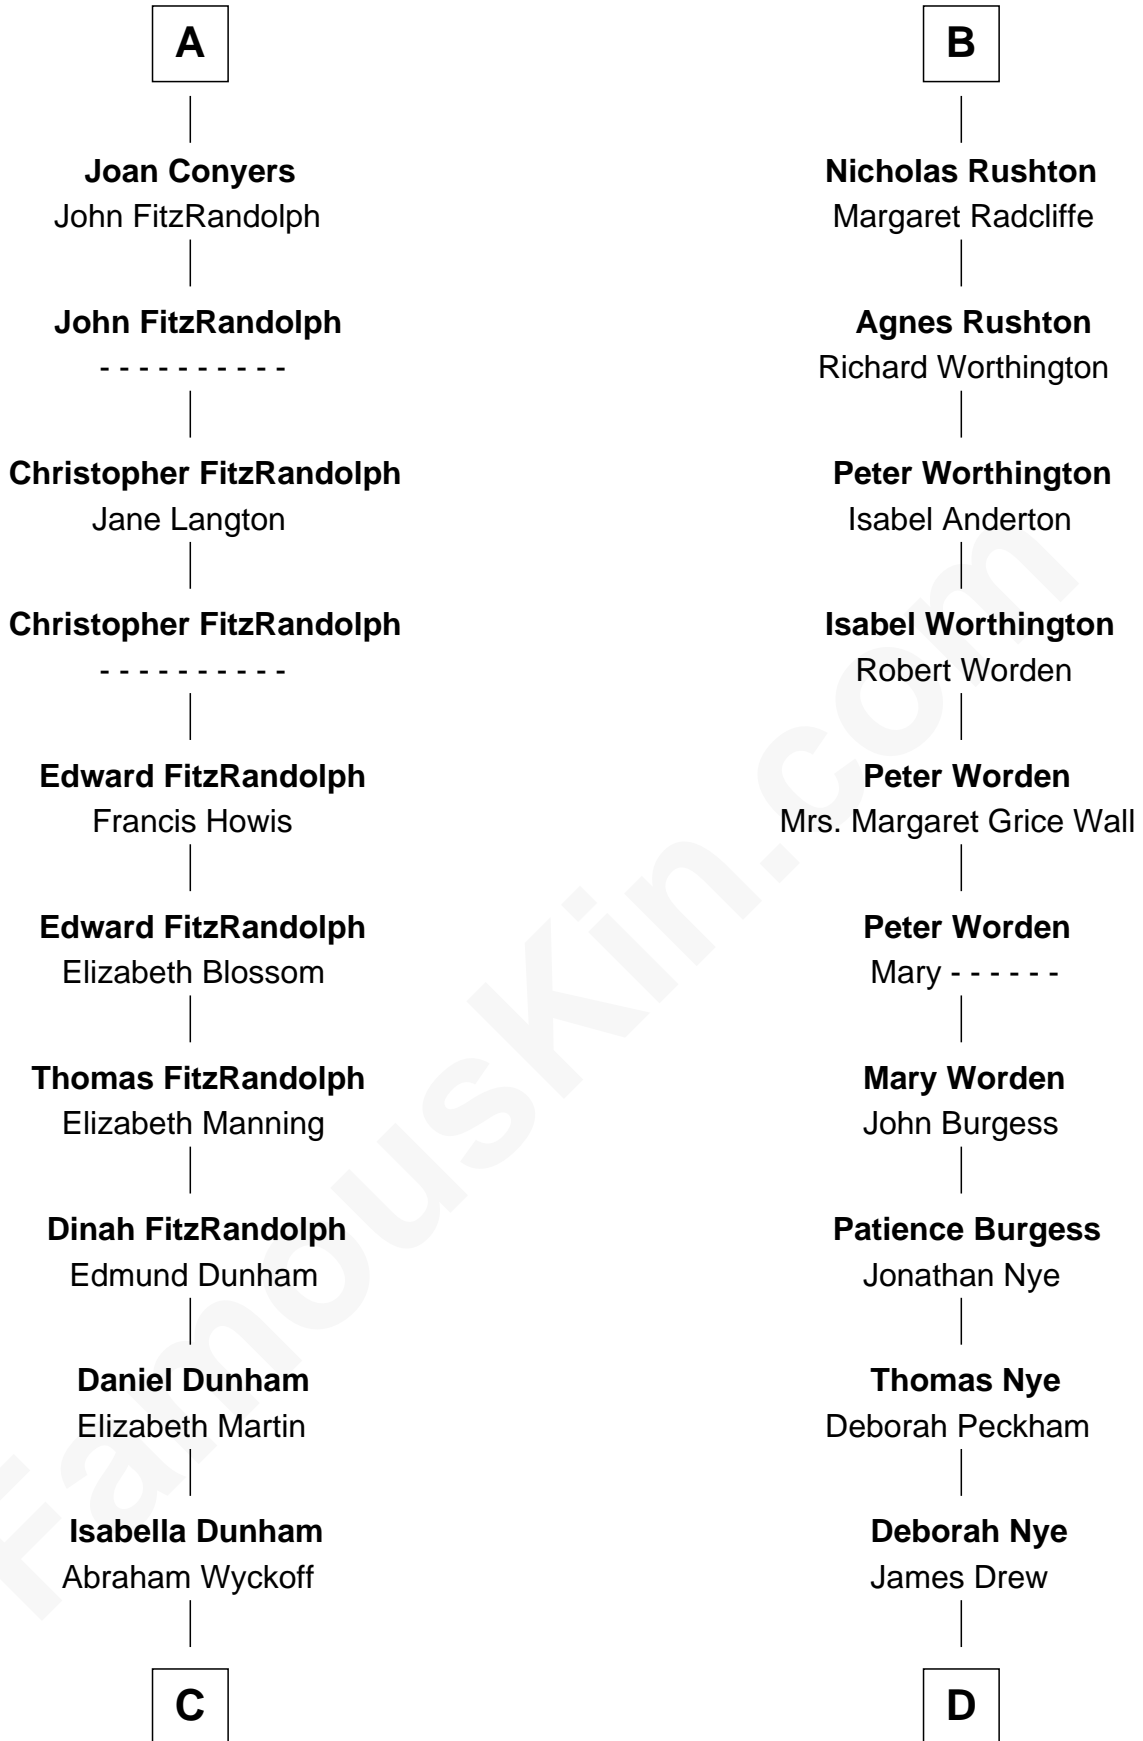 A
Joan Conyers
John FitzRandolph
John FitzRandolph
- - - - - - - - - -
Christopher FitzRandolph
Jane Langton
Christopher FitzRandolph
- - - - - - - - - -
Edward FitzRandolph
Francis Howis
Edward FitzRandolph
Elizabeth Blossom
Thomas FitzRandolph
Elizabeth Manning
Dinah FitzRandolph
Edmund Dunham
Daniel Dunham
Elizabeth Martin
Isabella Dunham
Abraham Wyckoff
C
B
Nicholas Rushton
Margaret Radcliffe
Agnes Rushton
Richard Worthington
Peter Worthington
Isabel Anderton
Isabel Worthington
Robert Worden
Peter Worden
Mrs. Margaret Grice Wall
Peter Worden
Mary - - - - - -
Mary Worden
John Burgess
Patience Burgess
Jonathan Nye
Thomas Nye
Deborah Peckham
Deborah Nye
James Drew
D
FamousKin.com